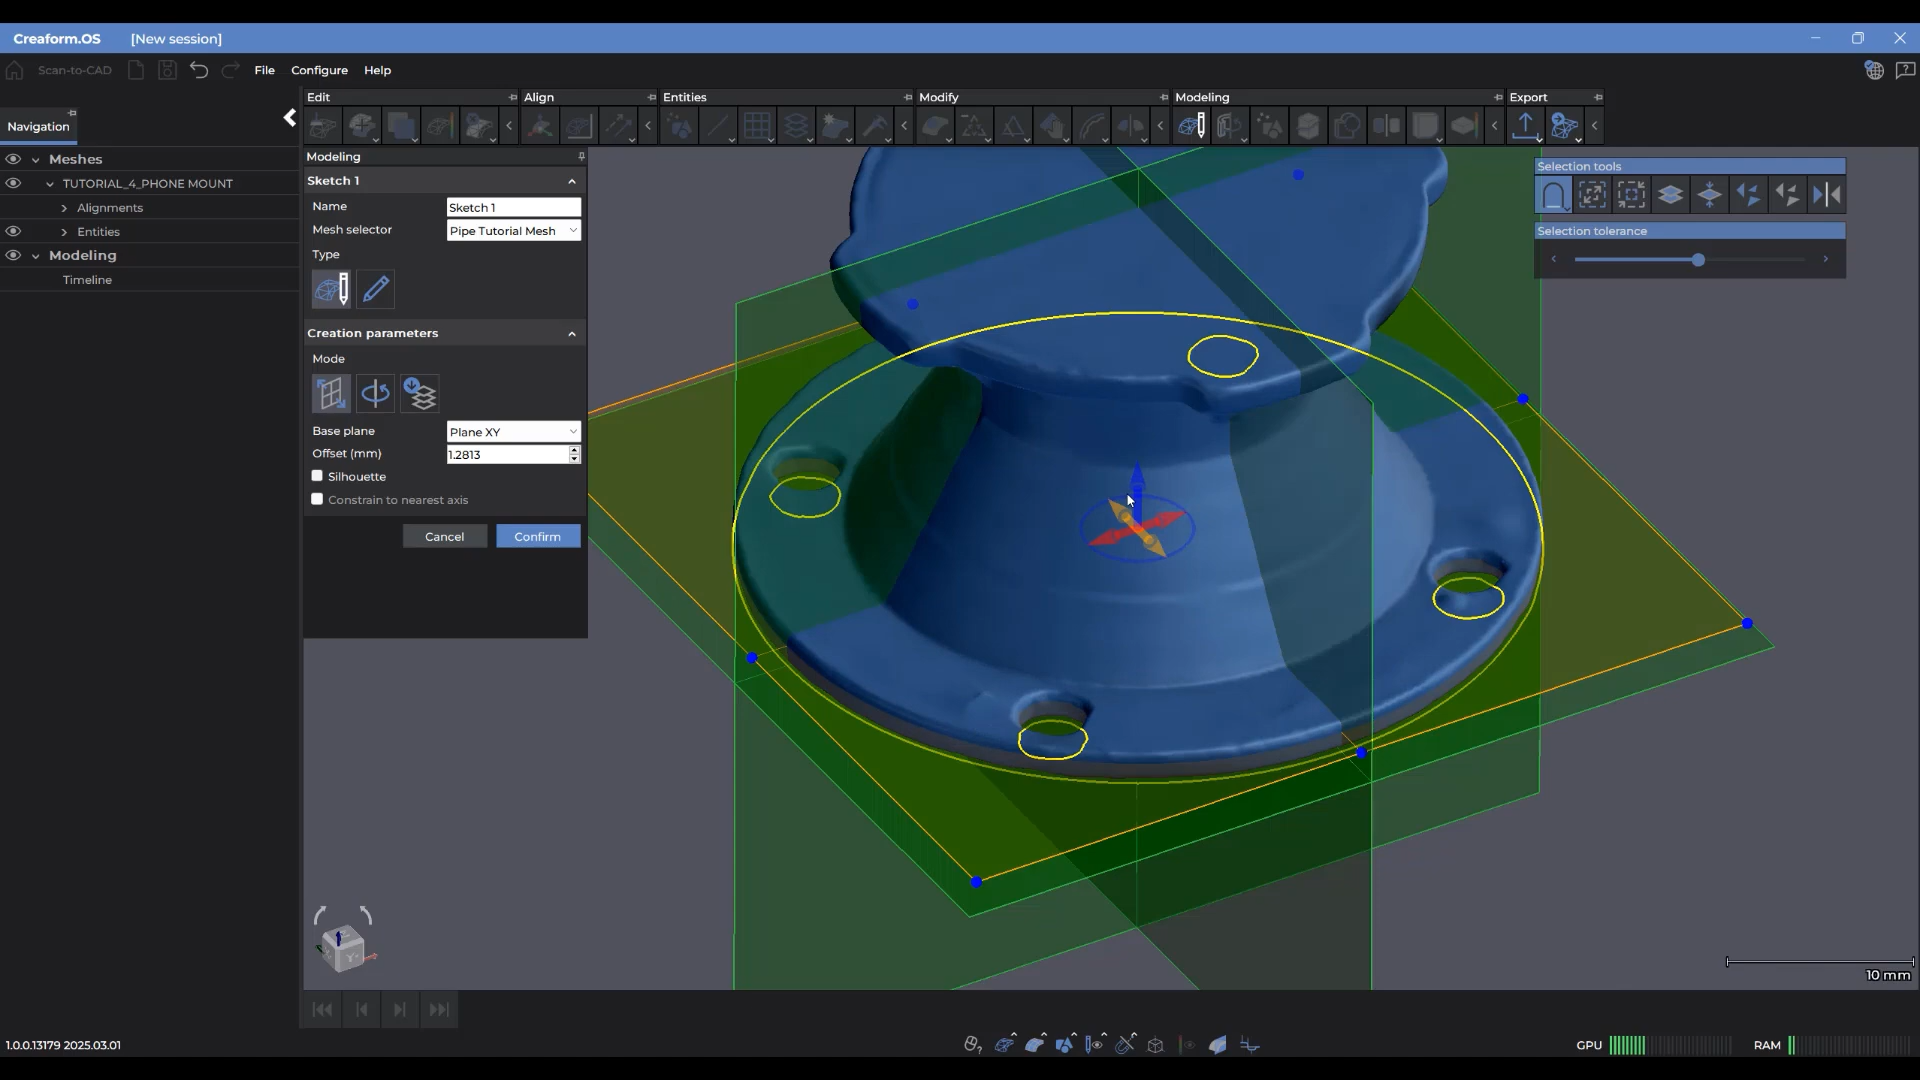 Creaform.OS [New session]
Scan-to-CAD File Configure Help
Edit Align Entities Modify Modeling Export
Navigation
Meshes
TUTORIAL_4_PHONE MOUNT
Alignments
Entities
Modeling
Timeline
Modeling
Sketch 1
Name Sketch 1
Mesh selector Pipe Tutorial Mesh
Type
Creation parameters
Mode
Base plane Plane XY
Offset (mm) 1.2813
Silhouette
Constrain to nearest axis
Cancel Confirm
Selection tools
Selection tolerance
10 mm
1.0.0.13179 2025.03.01
GPU RAM